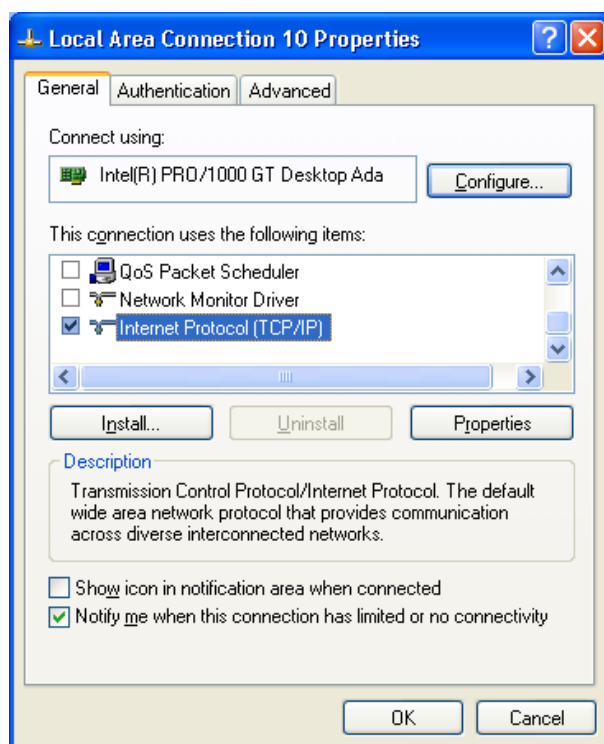 Local Area Connection 10 Properties
General Authentication Advanced
Connect using:
Intel(R) PRO/1000 GT Desktop Ada
Configure...
This connection uses the following items:
QoS Packet Scheduler
Network Monitor Driver
Internet Protocol (TCP/IP)
Install... Uninstall Properties
Description
Transmission Control Protocol/Internet Protocol. The default
wide area network protocol that provides communication
across diverse interconnected networks.
Show icon in notification area when connected
Notify me when this connection has limited or no connectivity
OK Cancel